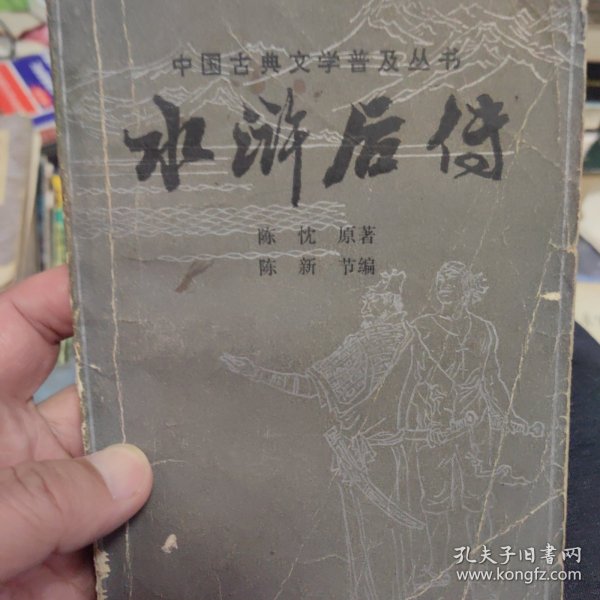 中国古典文学普及丛书
水浒后传
陈忱 原著
陈新 节编
孔夫子旧书网
www.kongfz.com